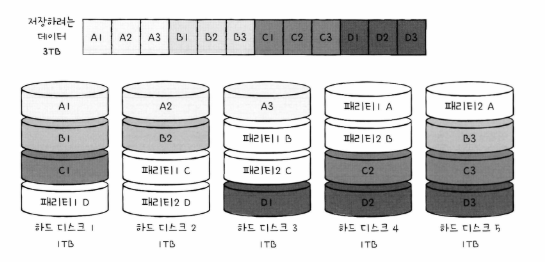 저장하려는
데이터
3TB
A1 A2 A3 B1 B2 B3 C1 C2 C3 D1 D2 D3
A1 A2 A3 패리티1 A 패리티2 A
B1 B2 패리티1 B 패리티2 B B3
C1 패리티1 C 패리티2 C C2 C3
패리티1 D 패리티2 D D1 D2 D3
하드 디스크 1 하드 디스크 2 하드 디스크 3 하드 디스크 4 하드 디스크 5
1TB 1TB 1TB 1TB 1TB